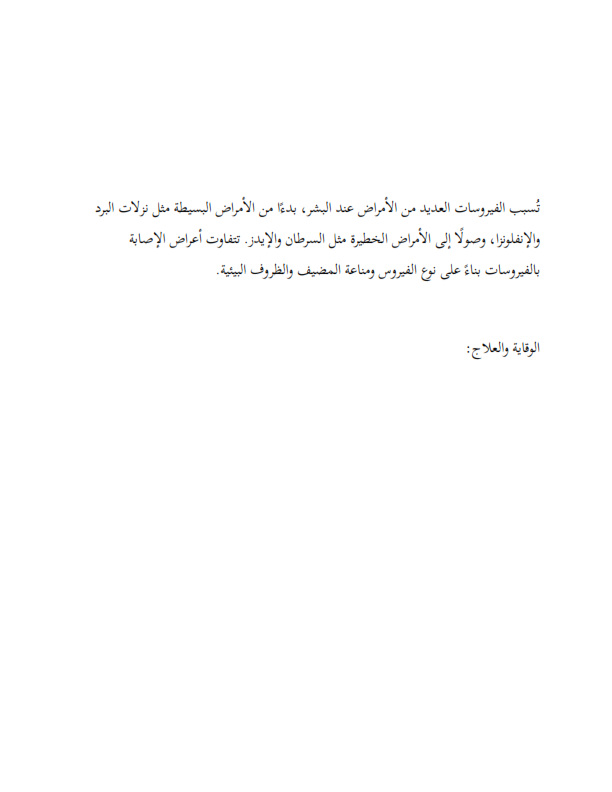 تُسبب الفيروسات العديد من الأمراض عند البشر، بدءًا من الأمراض البسيطة مثل نزلات البرد
والإنفلونزا، وصولًا إلى الأمراض الخطيرة مثل السرطان والإيدز. تتفاوت أعراض الإصابة
بالفيروسات بناءً على نوع الفيروس ومناعة المضيف والظروف البيئية.
الوقاية والعلاج: